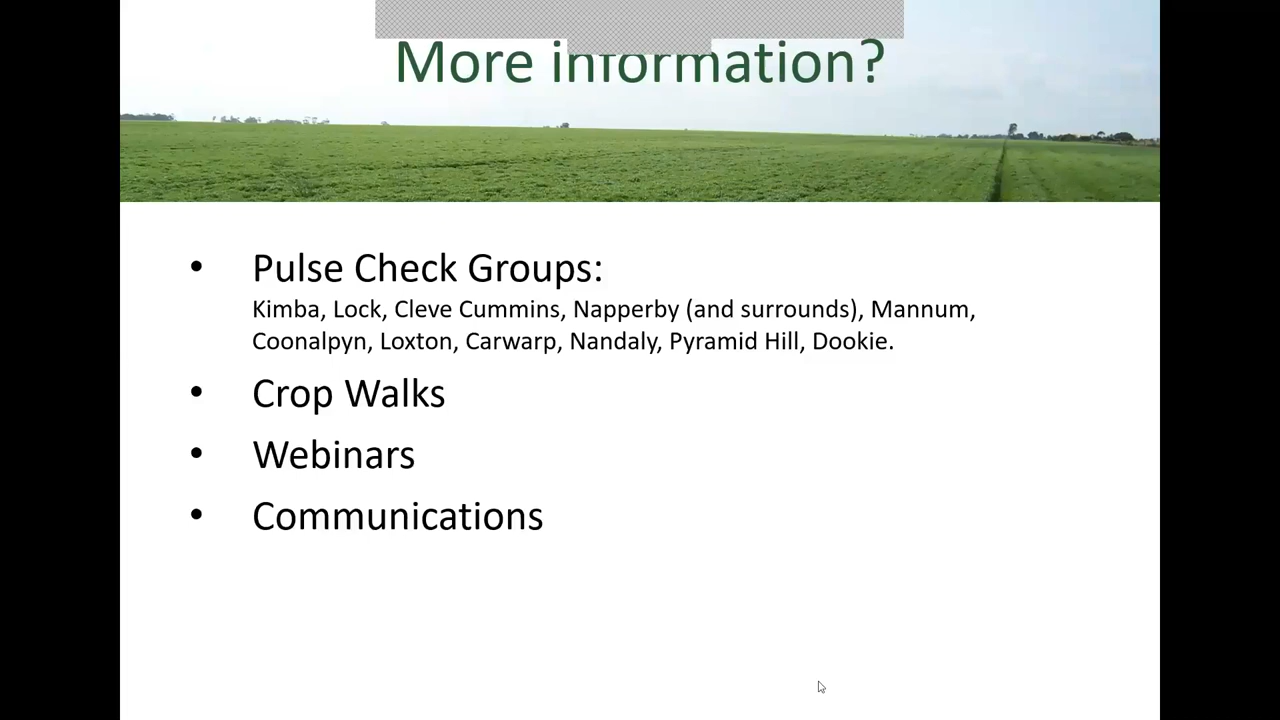 More information?
• Pulse Check Groups:
Kimba, Lock, Cleve Cummins, Napperby (and surrounds), Mannum,
Coonalpyn, Loxton, Carwarp, Nandaly, Pyramid Hill, Dookie.
• Crop Walks
• Webinars
• Communications